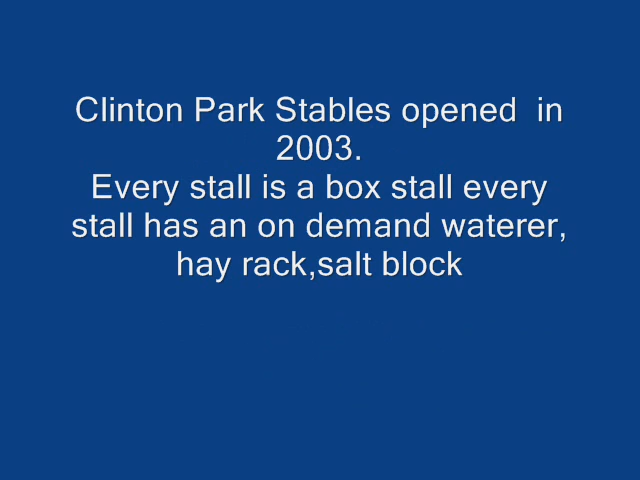 Clinton Park Stables opened  in
2003.
Every stall is a box stall every
stall has an on demand waterer,
hay rack,salt block